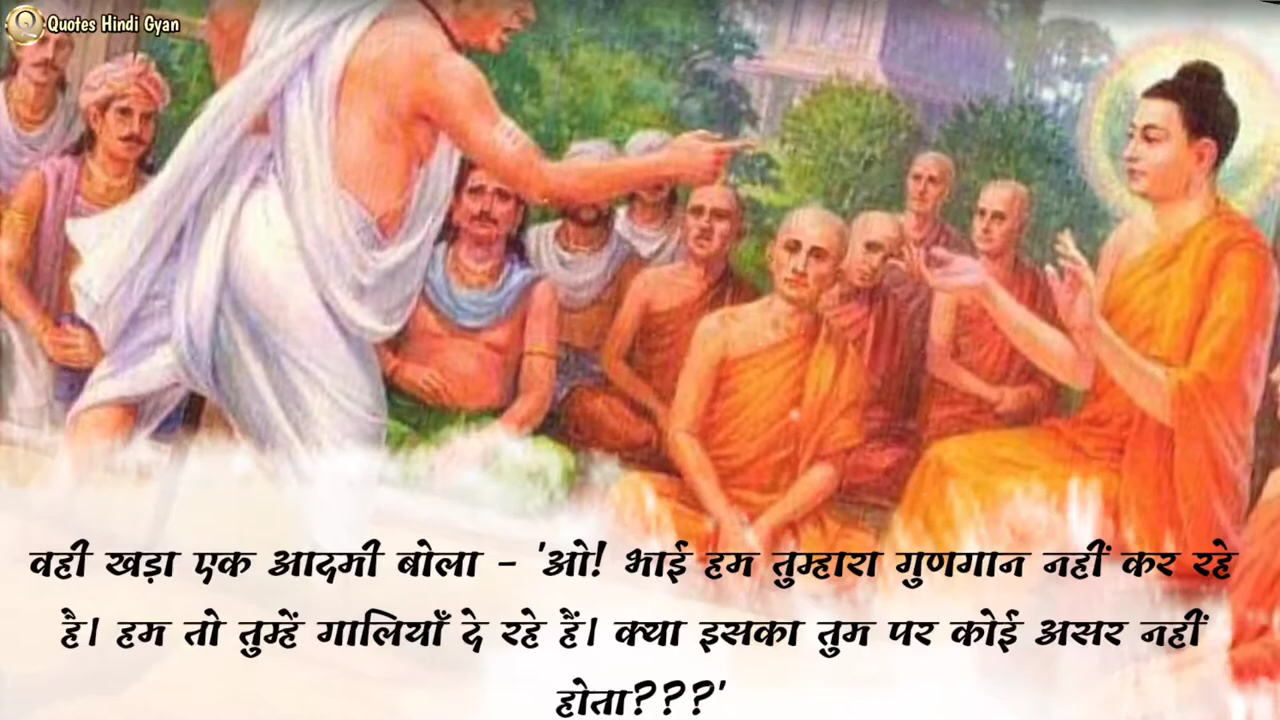 Quotes Hindi Gyan
वही खड़ा एक आदमी बोला - 'ओ! भाई हम तुम्हारा गुणगान नहीं कर रहे
है। हम तो तुम्हें गालियाँ दे रहे हैं। क्या इसका तुम पर कोई असर नहीं
होता???'